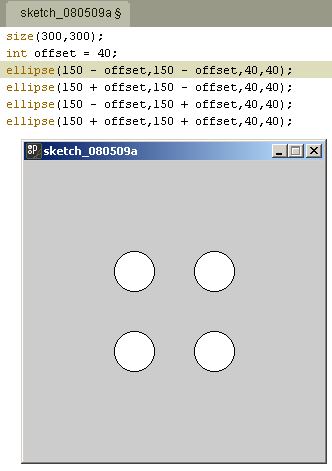 sketch_080509a §
size(300,300);
int offset = 40;
ellipse(150 - offset,150 - offset,40,40);
ellipse(150 + offset,150 - offset,40,40);
ellipse(150 - offset,150 + offset,40,40);
ellipse(150 + offset,150 + offset,40,40);
sketch_080509a